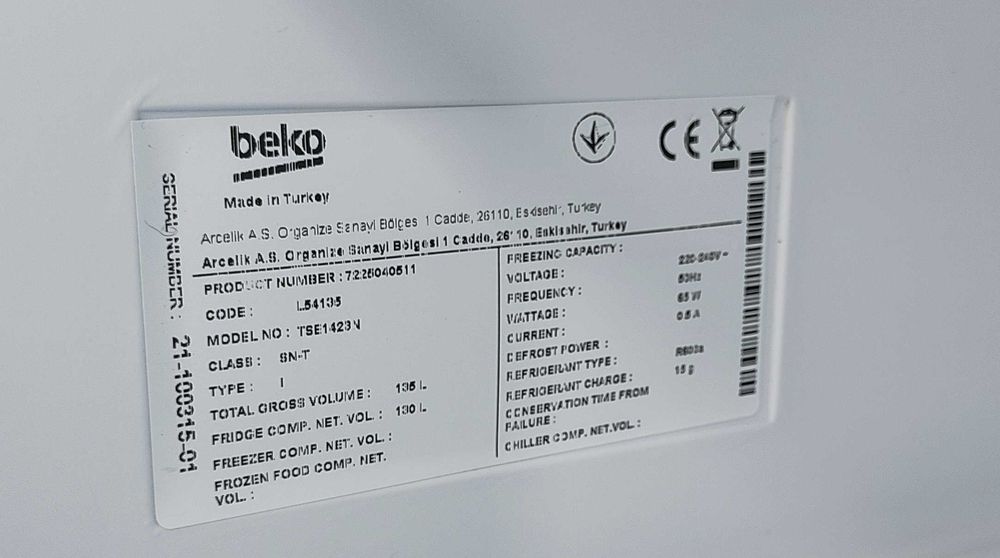 beko
Made in Turkey
Arcelik A.S. Organize Sanayi Bölgesi 1 Cadde, 26110, Eskisehir, Turkey
Arcelik A.S. Organize Sanayi Bölgesi 1 Cadde, 26110, Eskisehir, Turkey
PRODUCT NUMBER : 7225040511
CODE : L54135
MODEL NO : TSE1423N
CLASS : SN-T
TYPE : I
TOTAL GROSS VOLUME : 135 L
FRIDGE COMP. NET. VOL. : 130 L
FREEZER COMP. NET. VOL. :
FROZEN FOOD COMP. NET.
VOL. :
FREEZING CAPACITY :
VOLTAGE : 220-240V~
FREQUENCY : 50Hz
WATTAGE : 65 W
CURRENT : 0.5 A
DEFROST POWER :
REFRIGERANT TYPE : R600a
REFRIGERANT CHARGE : 15 g
CONSERVATION TIME FROM
FAILURE :
CHILLER COMP. NET.VOL. :
SERIAL NUMBER : 21-100315-01
CE